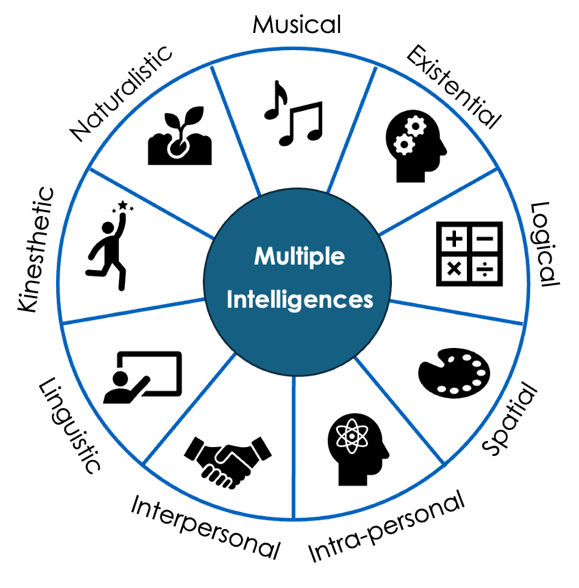 Musical
Existential
Logical
Spatial
Intra-personal
Interpersonal
Linguistic
Kinesthetic
Naturalistic
Multiple
Intelligences